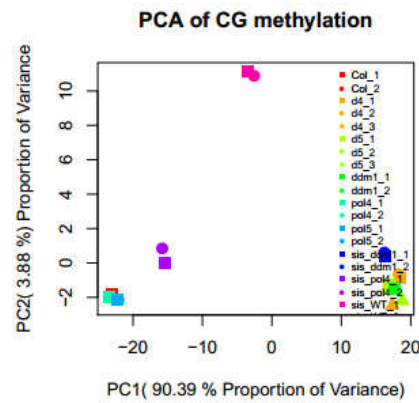 PCA of CG methylation
PC2( 3.88 %) Proportion of Variance
10
8
6
4
2
0
−2
Col_1
Col_2
d4_1
d4_2
d4_3
d5_1
d5_2
d5_3
ddm1_1
ddm1_2
pol4_1
pol4_2
pol5_1
pol5_2
sis_ddm1_1
sis_ddm1_2
sis_pol4_1
sis_pol4_2
sis_WT_1
−20
−10
0
10
20
PC1( 90.39 % Proportion of Variance)